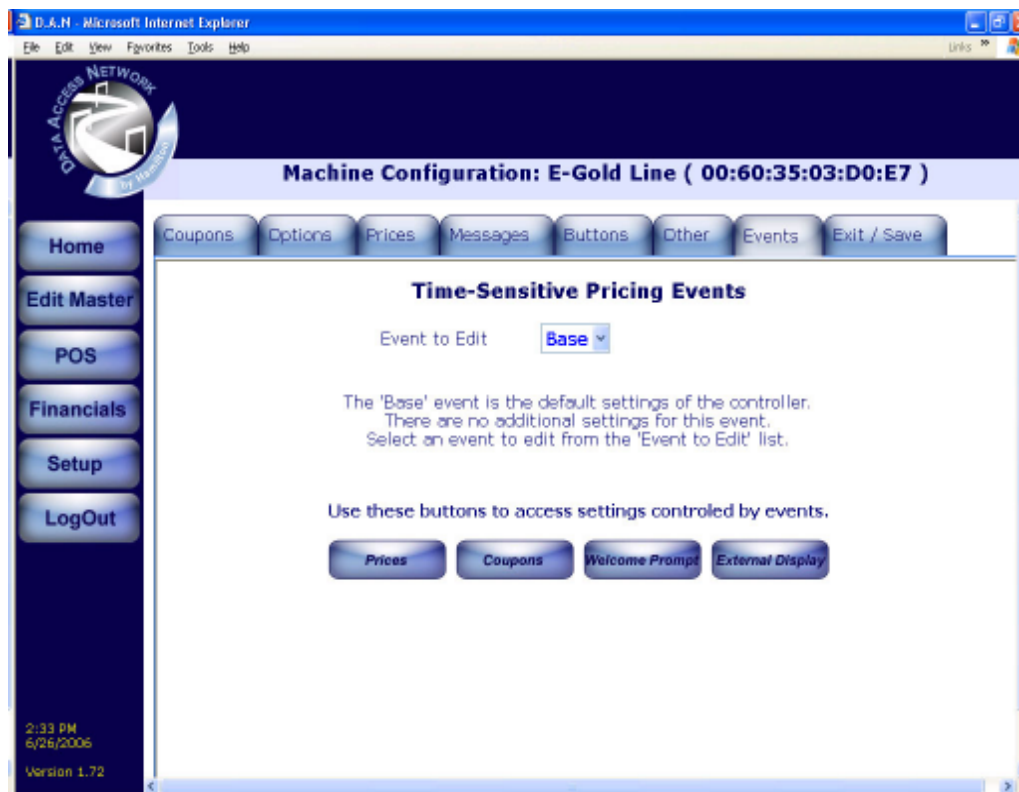 D.A.N - Microsoft Internet Explorer
File Edit View Favorites Tools Help
Links »
DATA ACCESS NETWORK
by Hamilton
Machine Configuration: E-Gold Line ( 00:60:35:03:D0:E7 )
Coupons Options Prices Messages Buttons Other Events Exit / Save
Home
Edit Master
POS
Financials
Setup
LogOut
Time-Sensitive Pricing Events
Event to Edit Base
The 'Base' event is the default settings of the controller.
There are no additional settings for this event.
Select an event to edit from the 'Event to Edit' list.
Use these buttons to access settings controled by events.
Prices Coupons Welcome Prompt External Display
2:33 PM
6/26/2006
Version 1.72